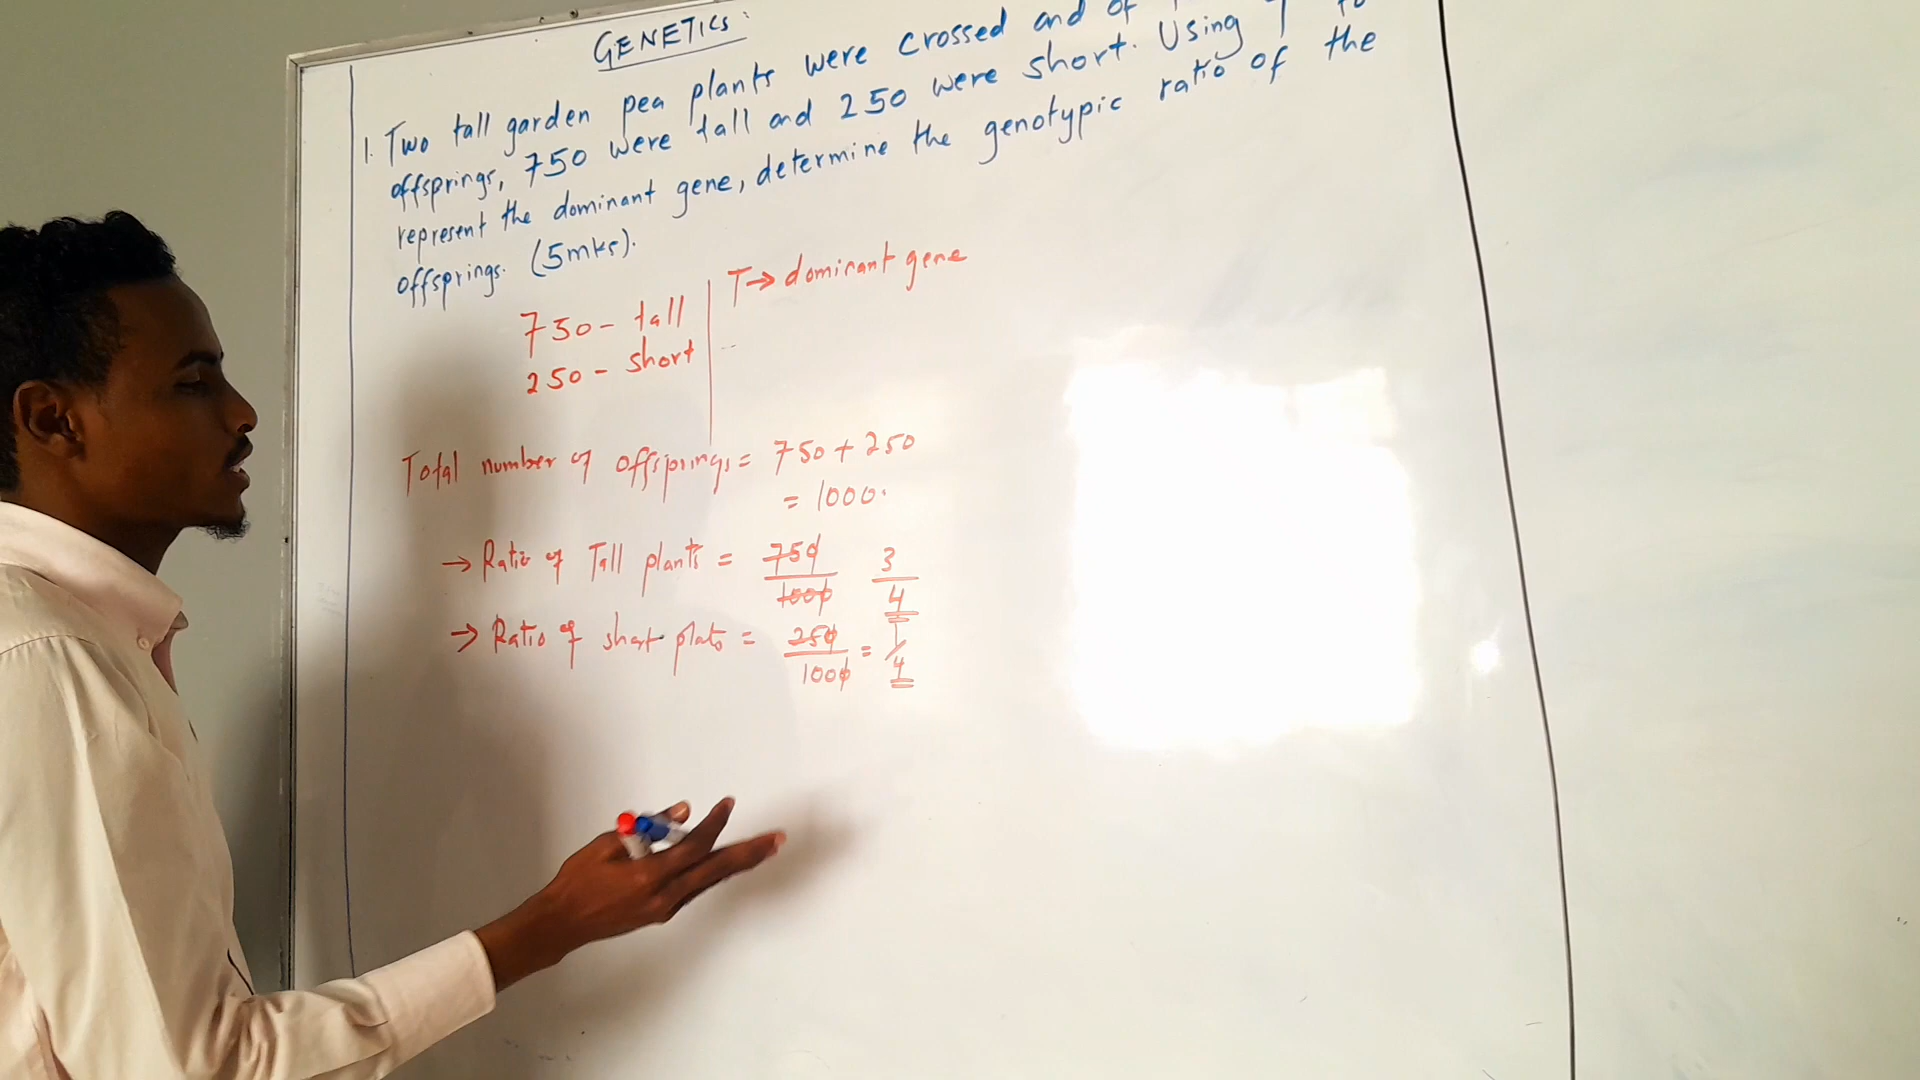 GENETICS:
1. Two tall garden pea plants were crossed and of
offsprings, 750 were tall and 250 were short. Using T to
represent the dominant gene, determine the genotypic ratio of the
offsprings. (5mks).
750 - tall
250 - short
T → dominant gene
Total number of offsprings = 750 + 250
= 1000.
→ Ratio of Tall plants = 750/1000 3/4
→ Ratio of short plats = 250/1000 = 1/4